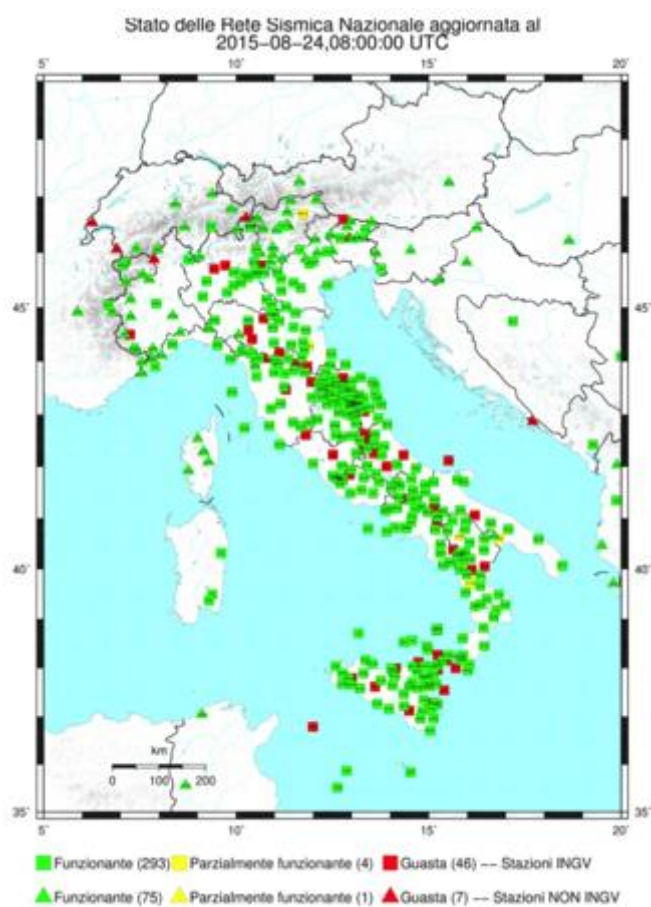 Stato delle Rete Sismica Nazionale aggiornata al
2015−08−24,08:00:00 UTC
5˚ 10˚ 15˚ 20˚
45˚ 45˚
40˚ 40˚
km
0 100 200
35˚ 35˚
5˚ 10˚ 15˚ 20˚
Funzionante (293) Parzialmente funzionante (4) Guasta (46) −− Stazioni INGV
Funzionante (75) Parzialmente funzionante (1) Guasta (7) −− Stazioni NON INGV